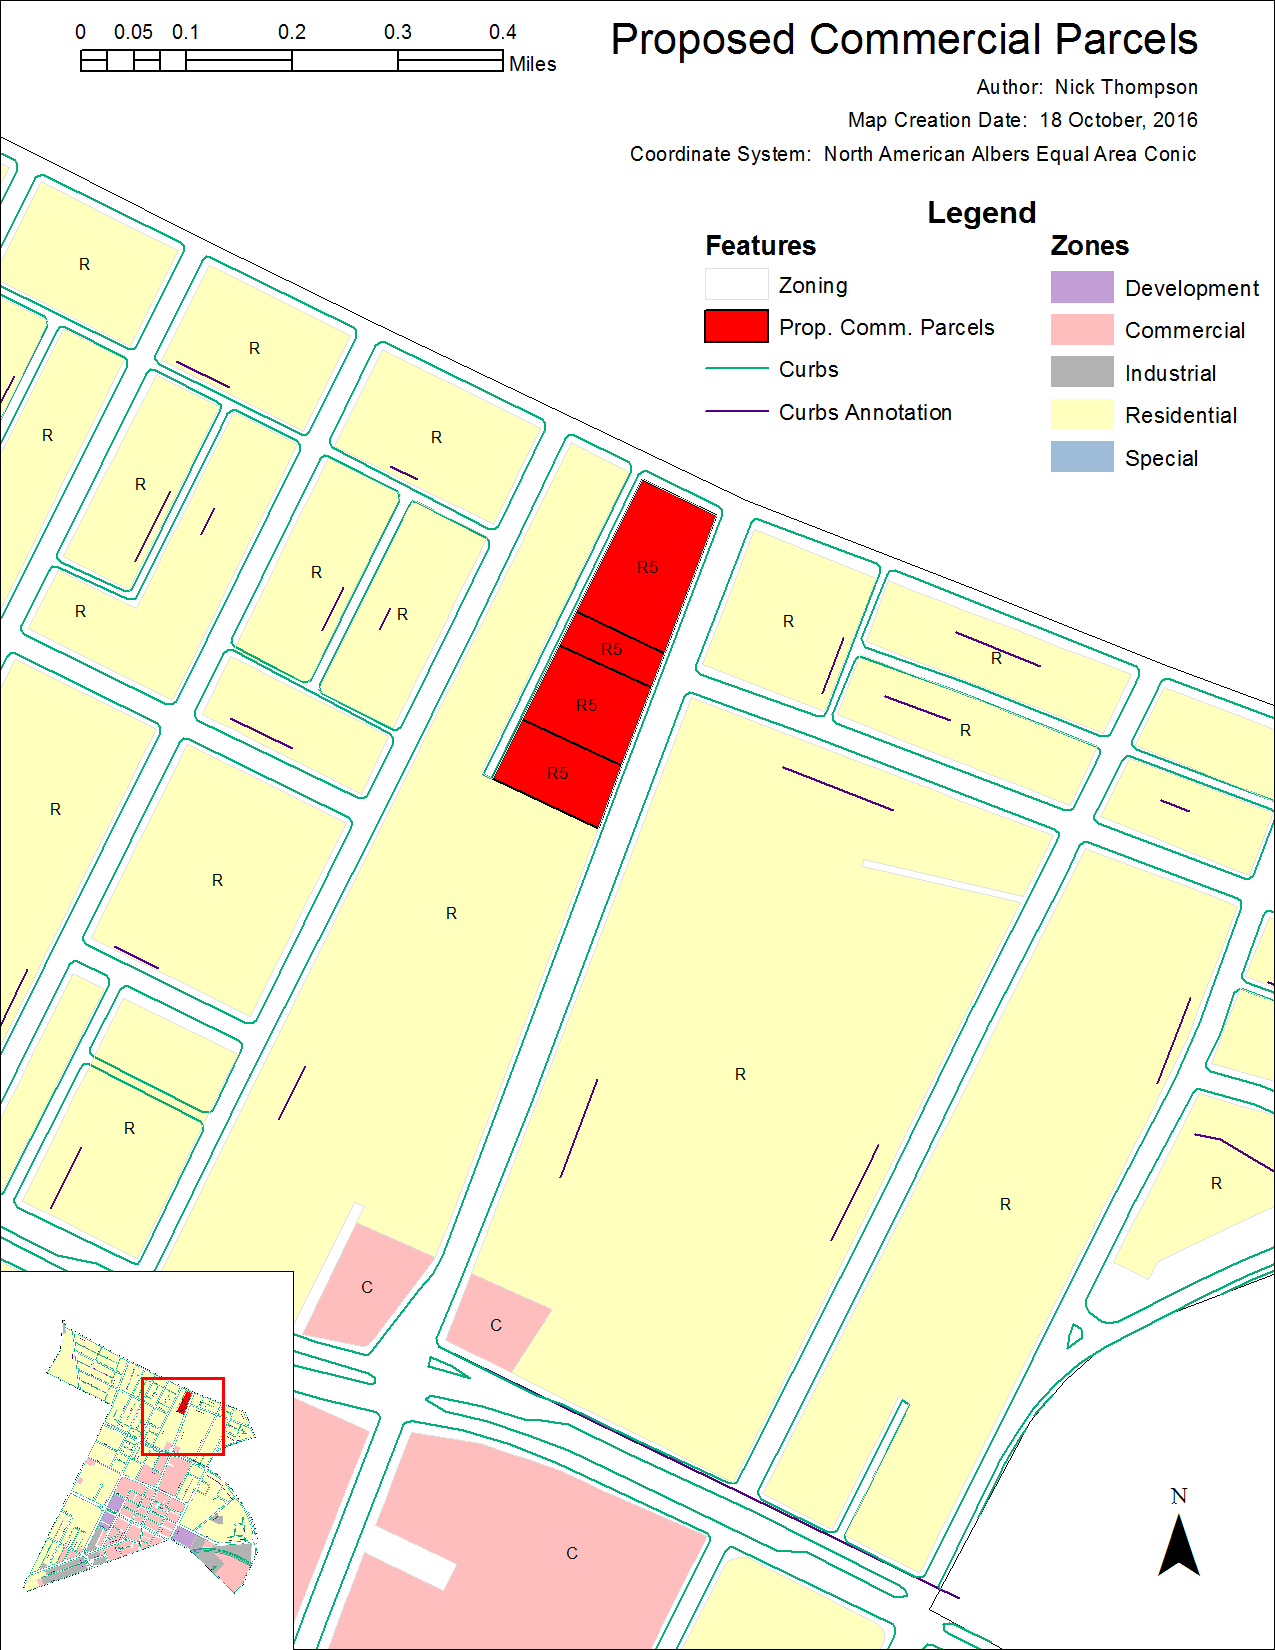 0 0.05 0.1 0.2 0.3 0.4
Miles
Proposed Commercial Parcels
Author: Nick Thompson
Map Creation Date: 18 October, 2016
Coordinate System: North American Albers Equal Area Conic
Legend
Features
Zoning
Prop. Comm. Parcels
Curbs
Curbs Annotation
Zones
Development
Commercial
Industrial
Residential
Special
R
R
R
R
R
R
R5
R
R
R
R
R5
R
R5
R
R5
R
R
R
R
R
R
R
C
C
C
N